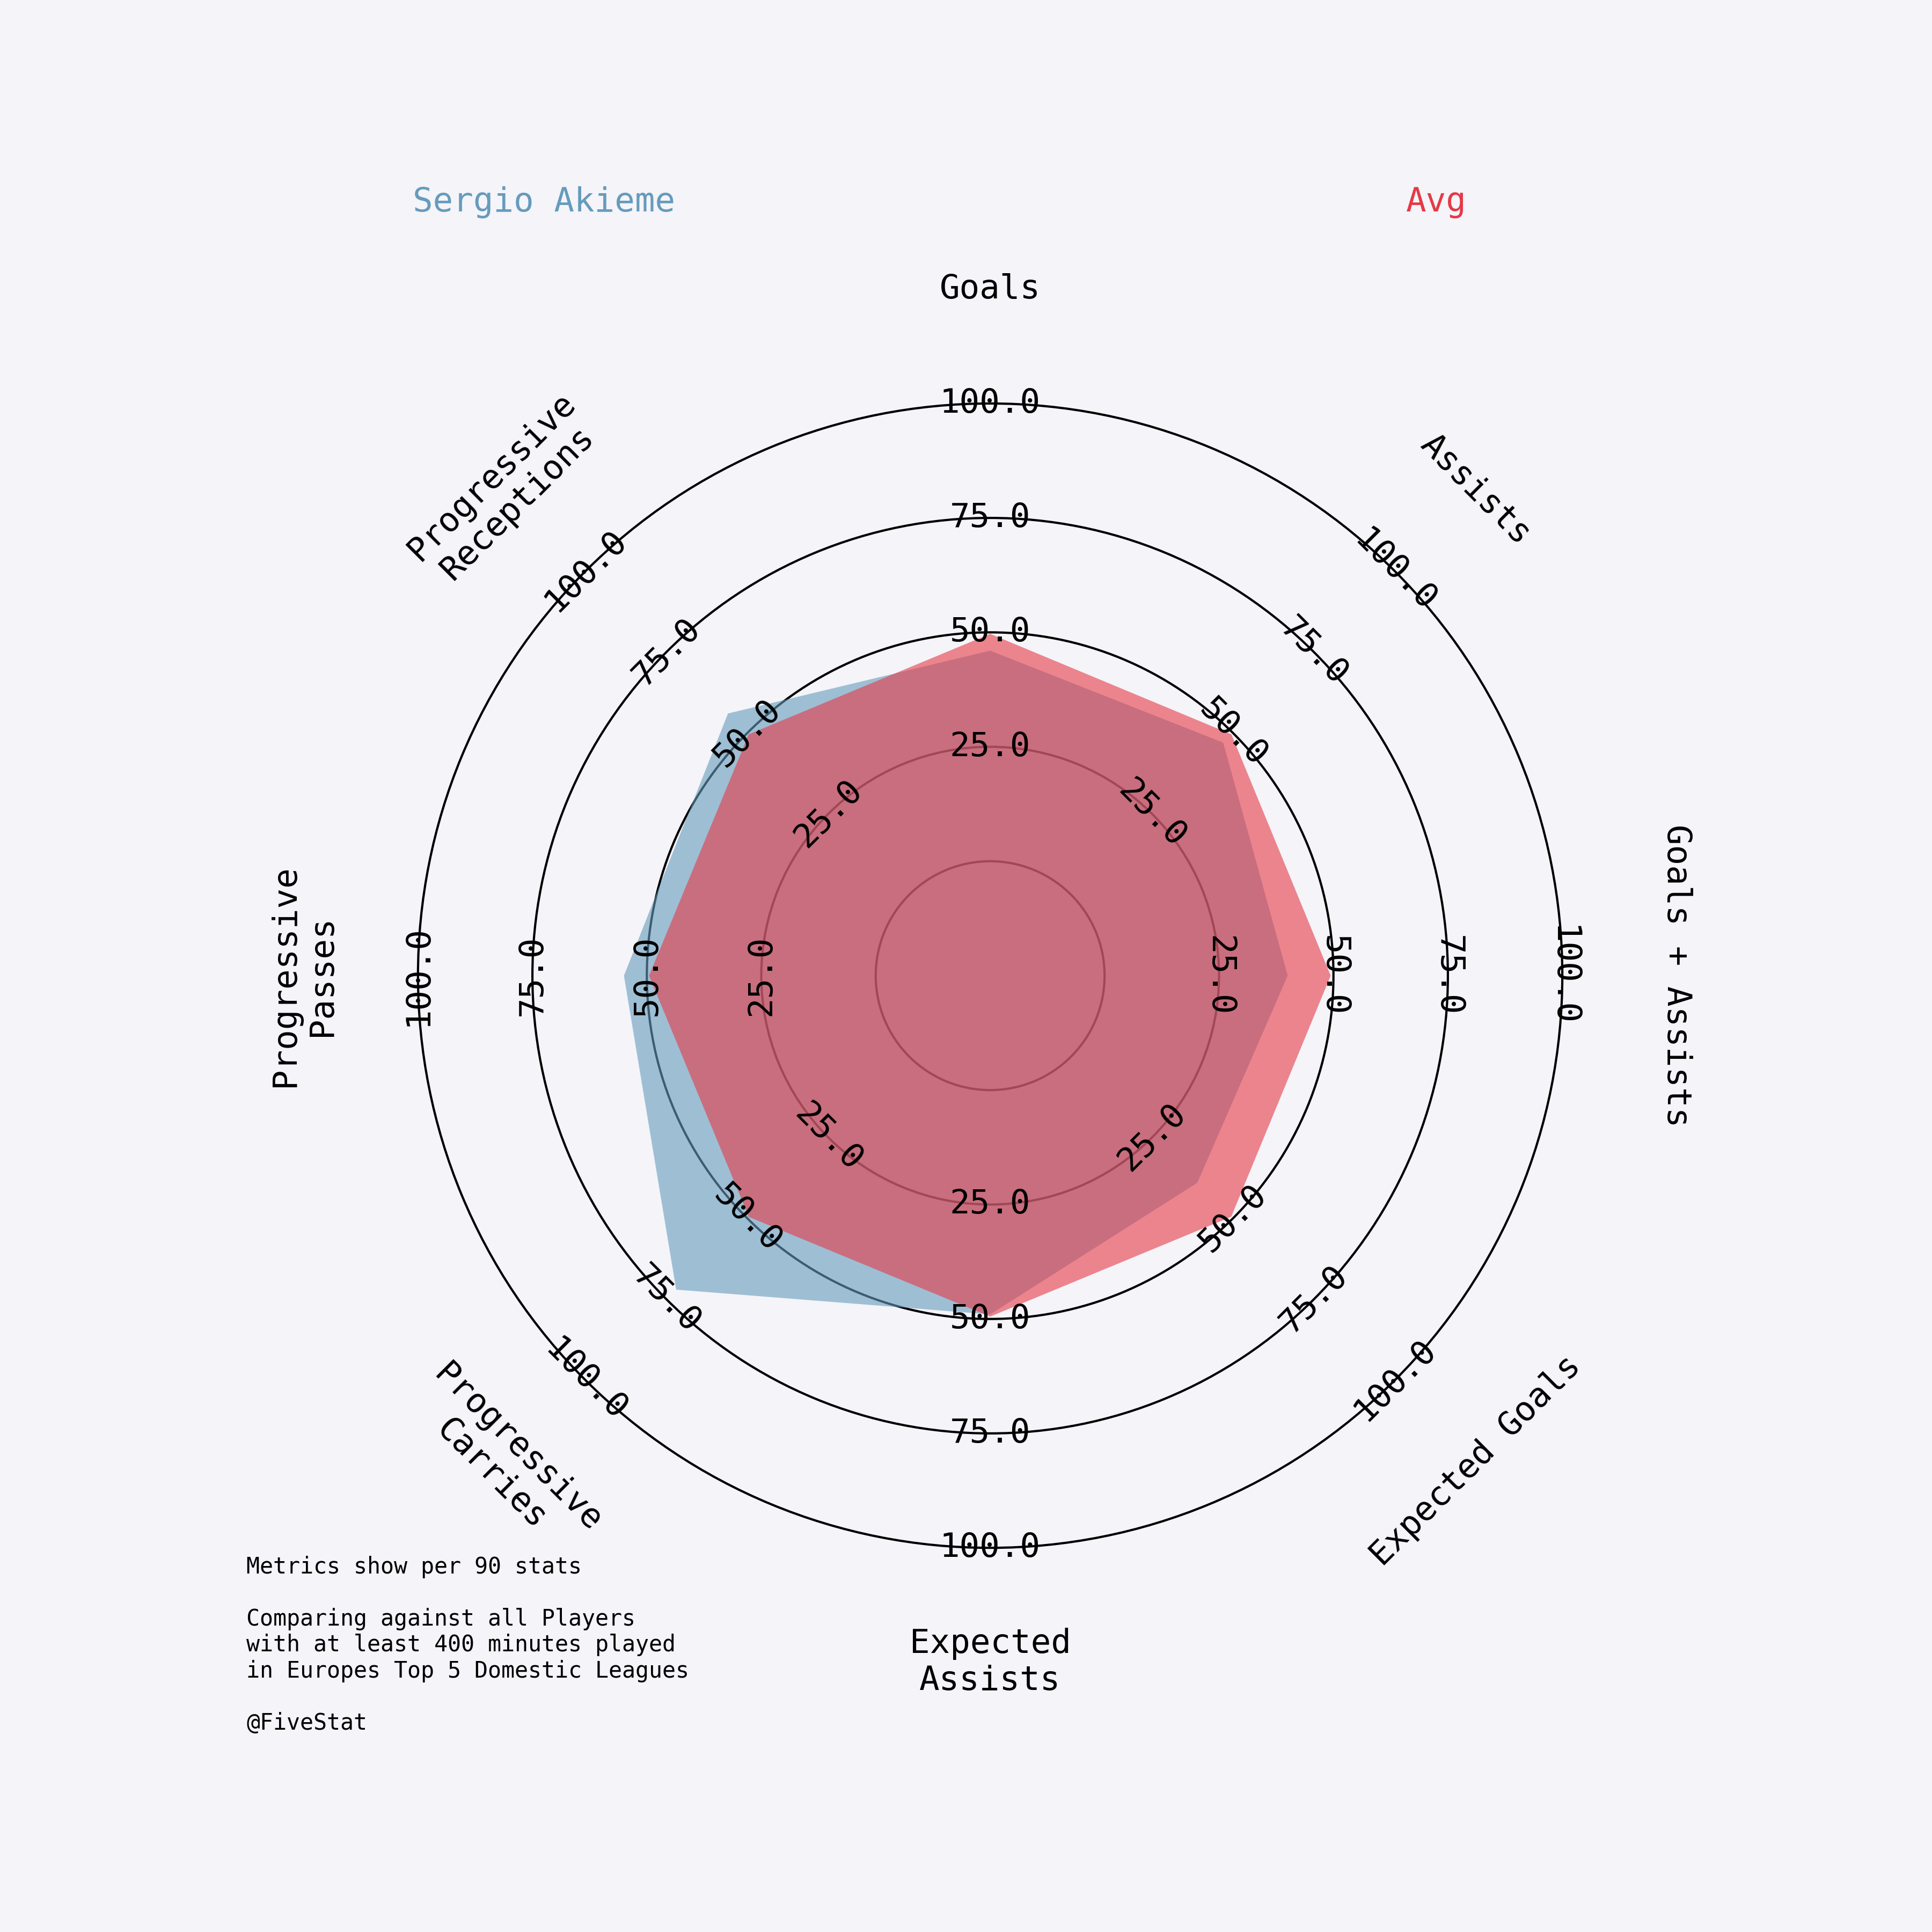 Sergio Akieme
Avg
Goals
100.0
75.0
50.0
25.0
Assists
100.0
75.0
50.0
25.0
Goals + Assists
100.0
75.0
50.0
25.0
Expected Goals
100.0
75.0
50.0
25.0
Expected
Assists
100.0
75.0
50.0
25.0
Progressive
Carries
100.0
75.0
50.0
25.0
Progressive
Passes
100.0
75.0
50.0
25.0
Progressive
Receptions
100.0
75.0
50.0
25.0
Metrics show per 90 stats
Comparing against all Players
with at least 400 minutes played
in Europes Top 5 Domestic Leagues
@FiveStat